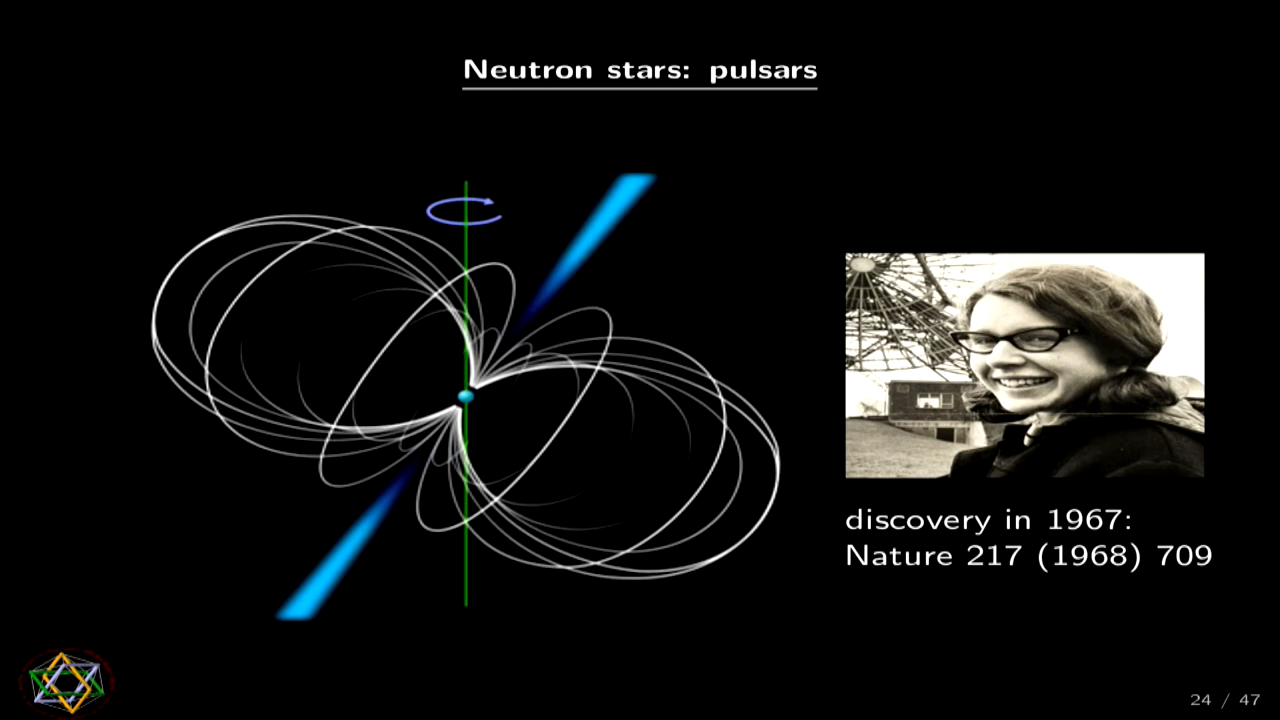 Neutron stars: pulsars
discovery in 1967:
Nature 217 (1968) 709
24 / 47